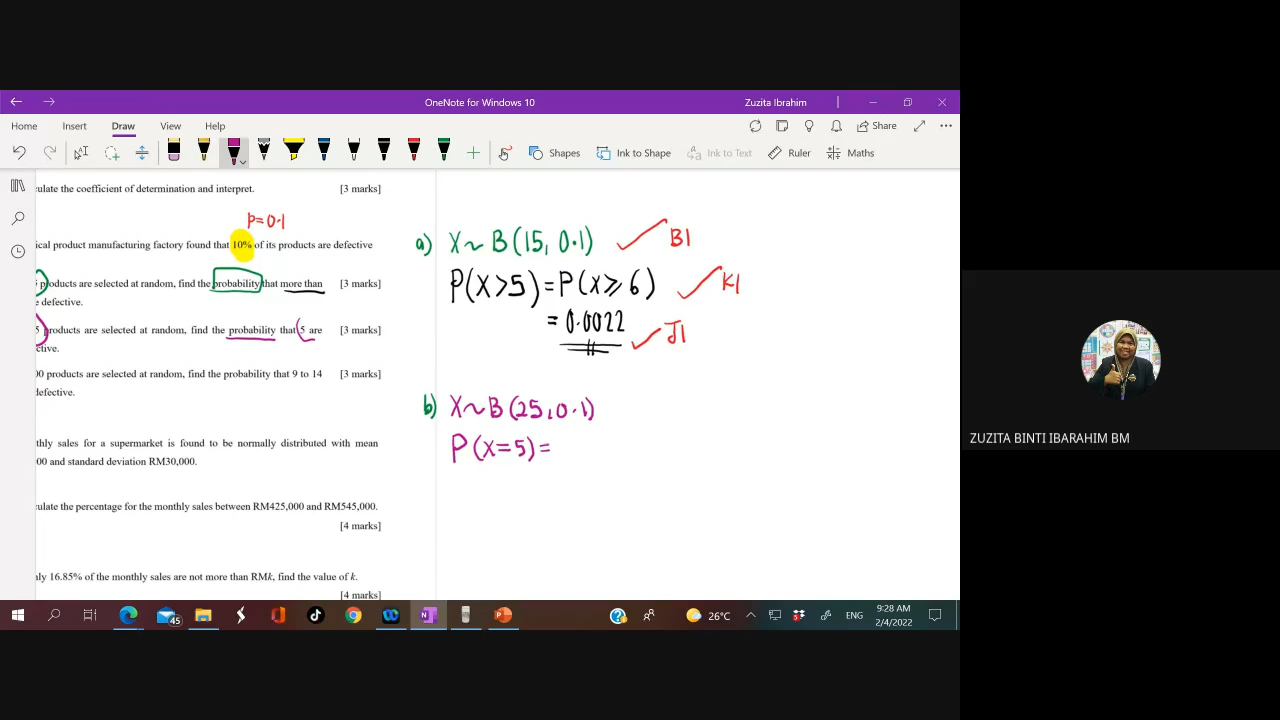 OneNote for Windows 10
Zuzita Ibrahim
Home Insert Draw View Help
Share
Shapes Ink to Shape Ink to Text Ruler Maths
culate the coefficient of determination and interpret. [3 marks]
p=0.1
ical product manufacturing factory found that 10% of its products are defective
products are selected at random, find the probability that more than [3 marks]
e defective.
5 products are selected at random, find the probability that 5 are [3 marks]
ctive.
00 products are selected at random, find the probability that 9 to 14 [3 marks]
defective.
thly sales for a supermarket is found to be normally distributed with mean
000 and standard deviation RM30,000.
culate the percentage for the monthly sales between RM425,000 and RM545,000.
[4 marks]
nly 16.85% of the monthly sales are not more than RMk, find the value of k.
[4 marks]
a) X~B(15, 0.1) B1
P(X>5)=P(X≥6) K1
= 0.0022 J1
b) X~B(25,0.1)
P(X=5)=
ZUZITA BINTI IBARAHIM BM
45
26°C
5
ENG
9:28 AM
2/4/2022